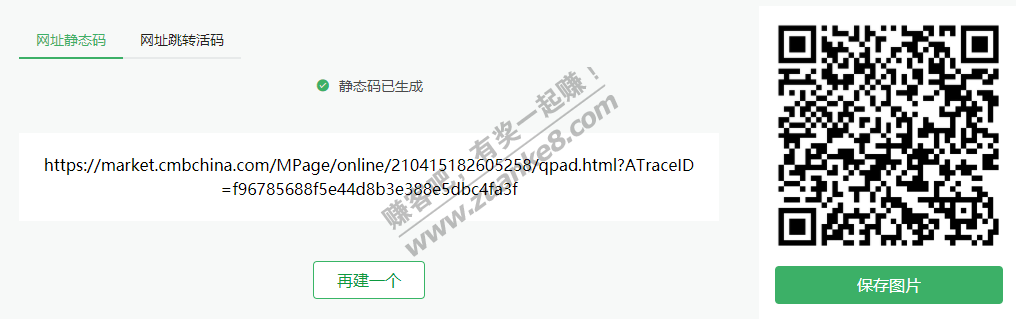 网址静态码 网址跳转活码
静态码已生成
https://market.cmbchina.com/MPage/online/210415182605258/qpad.html?ATraceID
=f96785688f5e44d8b3e388e5dbc4fa3f
再建一个
保存图片
赚客吧，有奖一起赚！
www.zuanke8.com